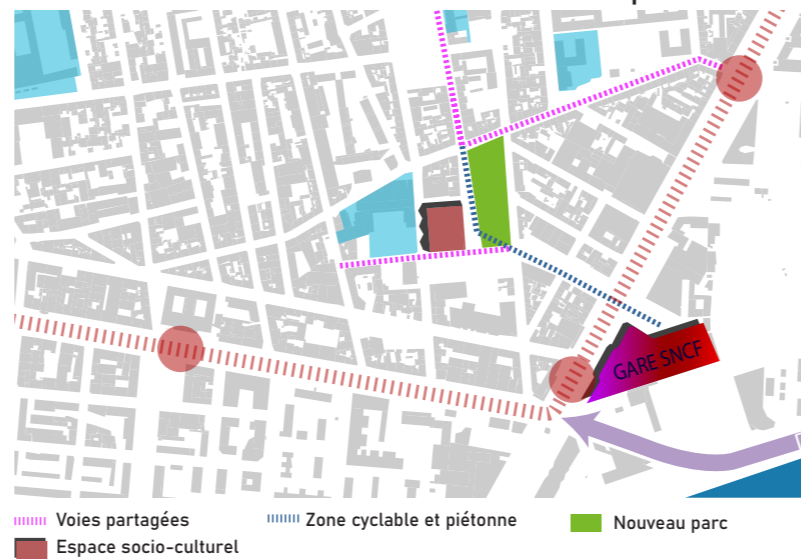 GARE SNCF
Voies partagées
Zone cyclable et piétonne
Nouveau parc
Espace socio-culturel